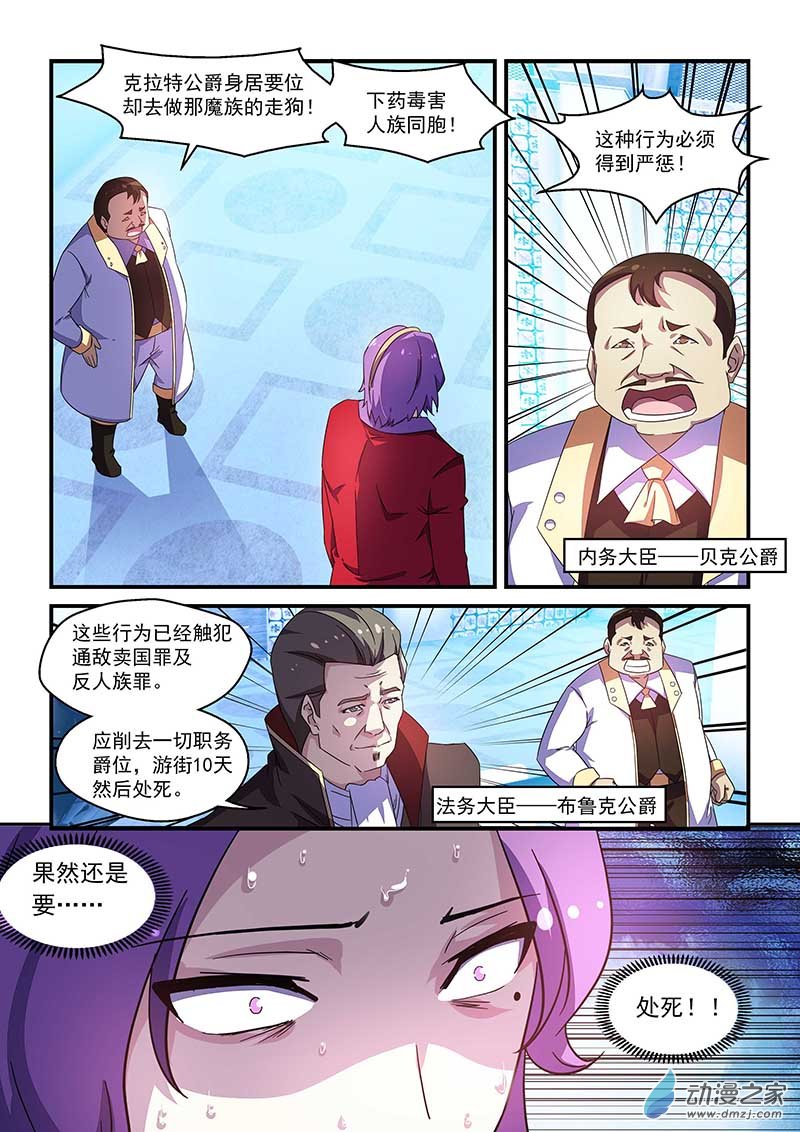 克拉特公爵身居要位
却去做那魔族的走狗！
下药毒害
人族同胞！
这种行为必须
得到严惩！
内务大臣——贝克公爵
这些行为已经触犯
通敌卖国罪及
反人族罪。
应削去一切职务
爵位，游街10天
然后处死。
法务大臣——布鲁克公爵
果然还是
要……
处死！！
动漫之家
www.dmzj.com